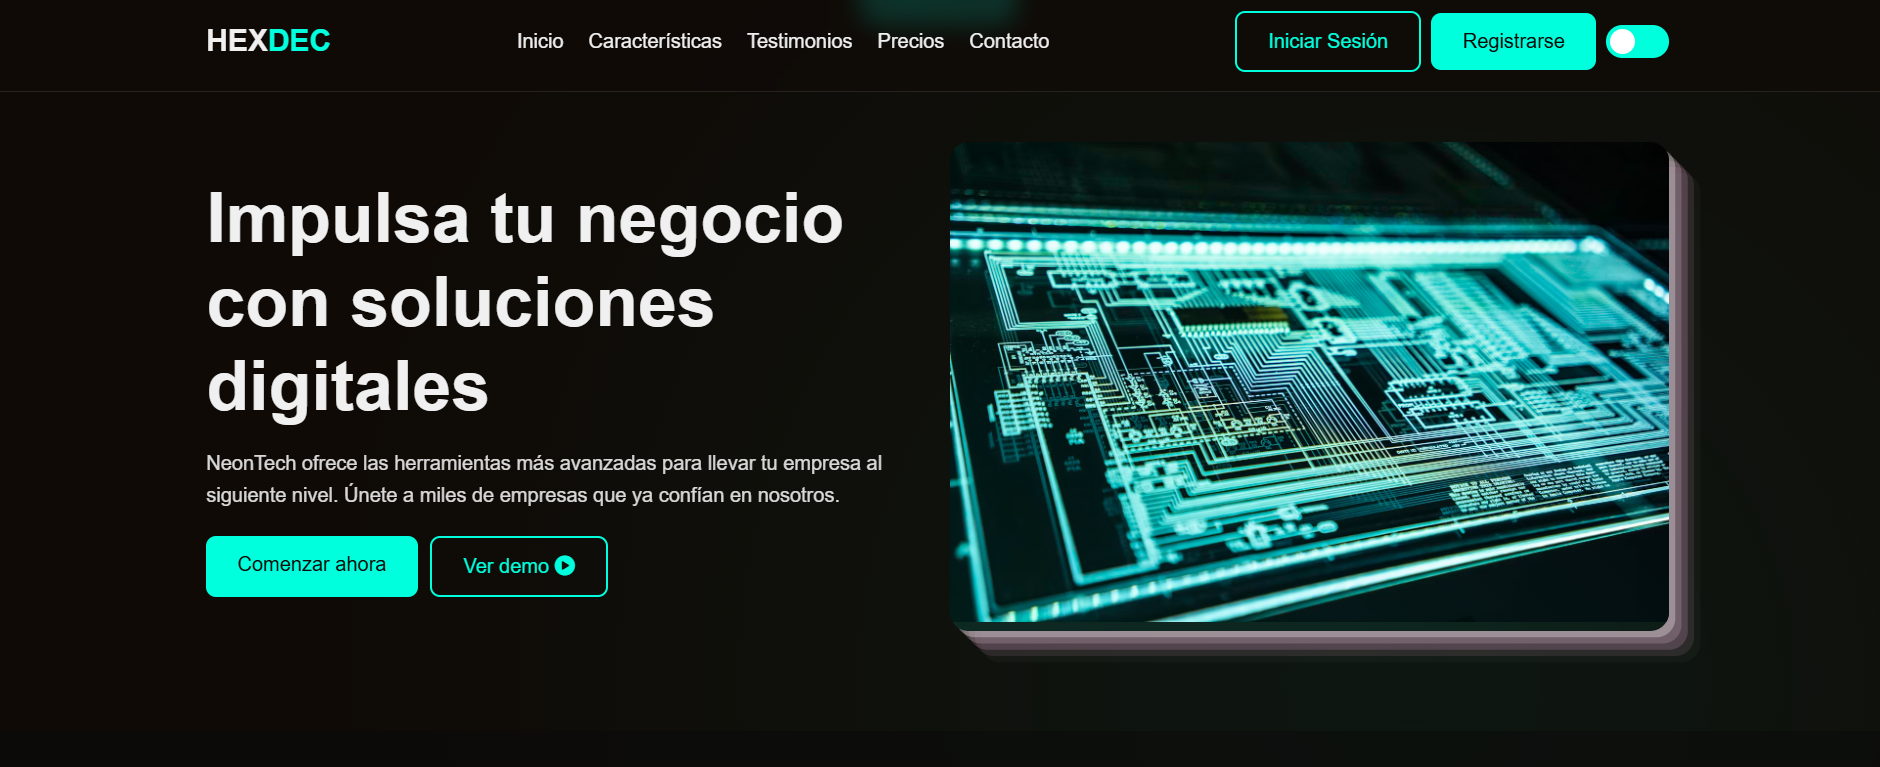 HEXDEC
Inicio Características Testimonios Precios Contacto
Iniciar Sesión
Registrarse
Impulsa tu negocio
con soluciones
digitales
NeonTech ofrece las herramientas más avanzadas para llevar tu empresa al
siguiente nivel. Únete a miles de empresas que ya confían en nosotros.
Comenzar ahora
Ver demo